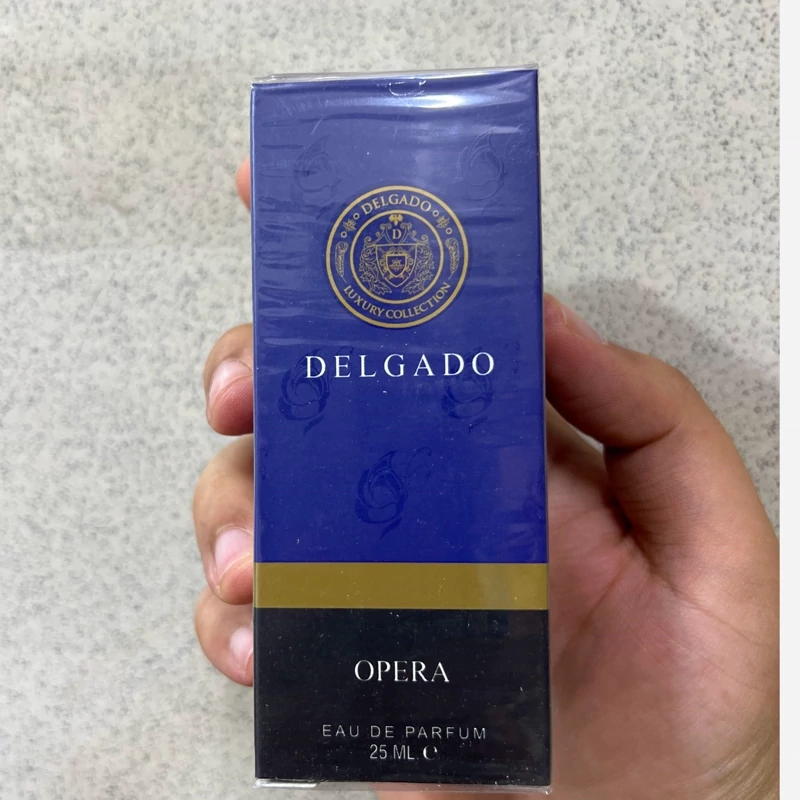 DELGADO
D
LUXURY COLLECTION
DELGADO
OPERA
EAU DE PARFUM
25 ML ℮